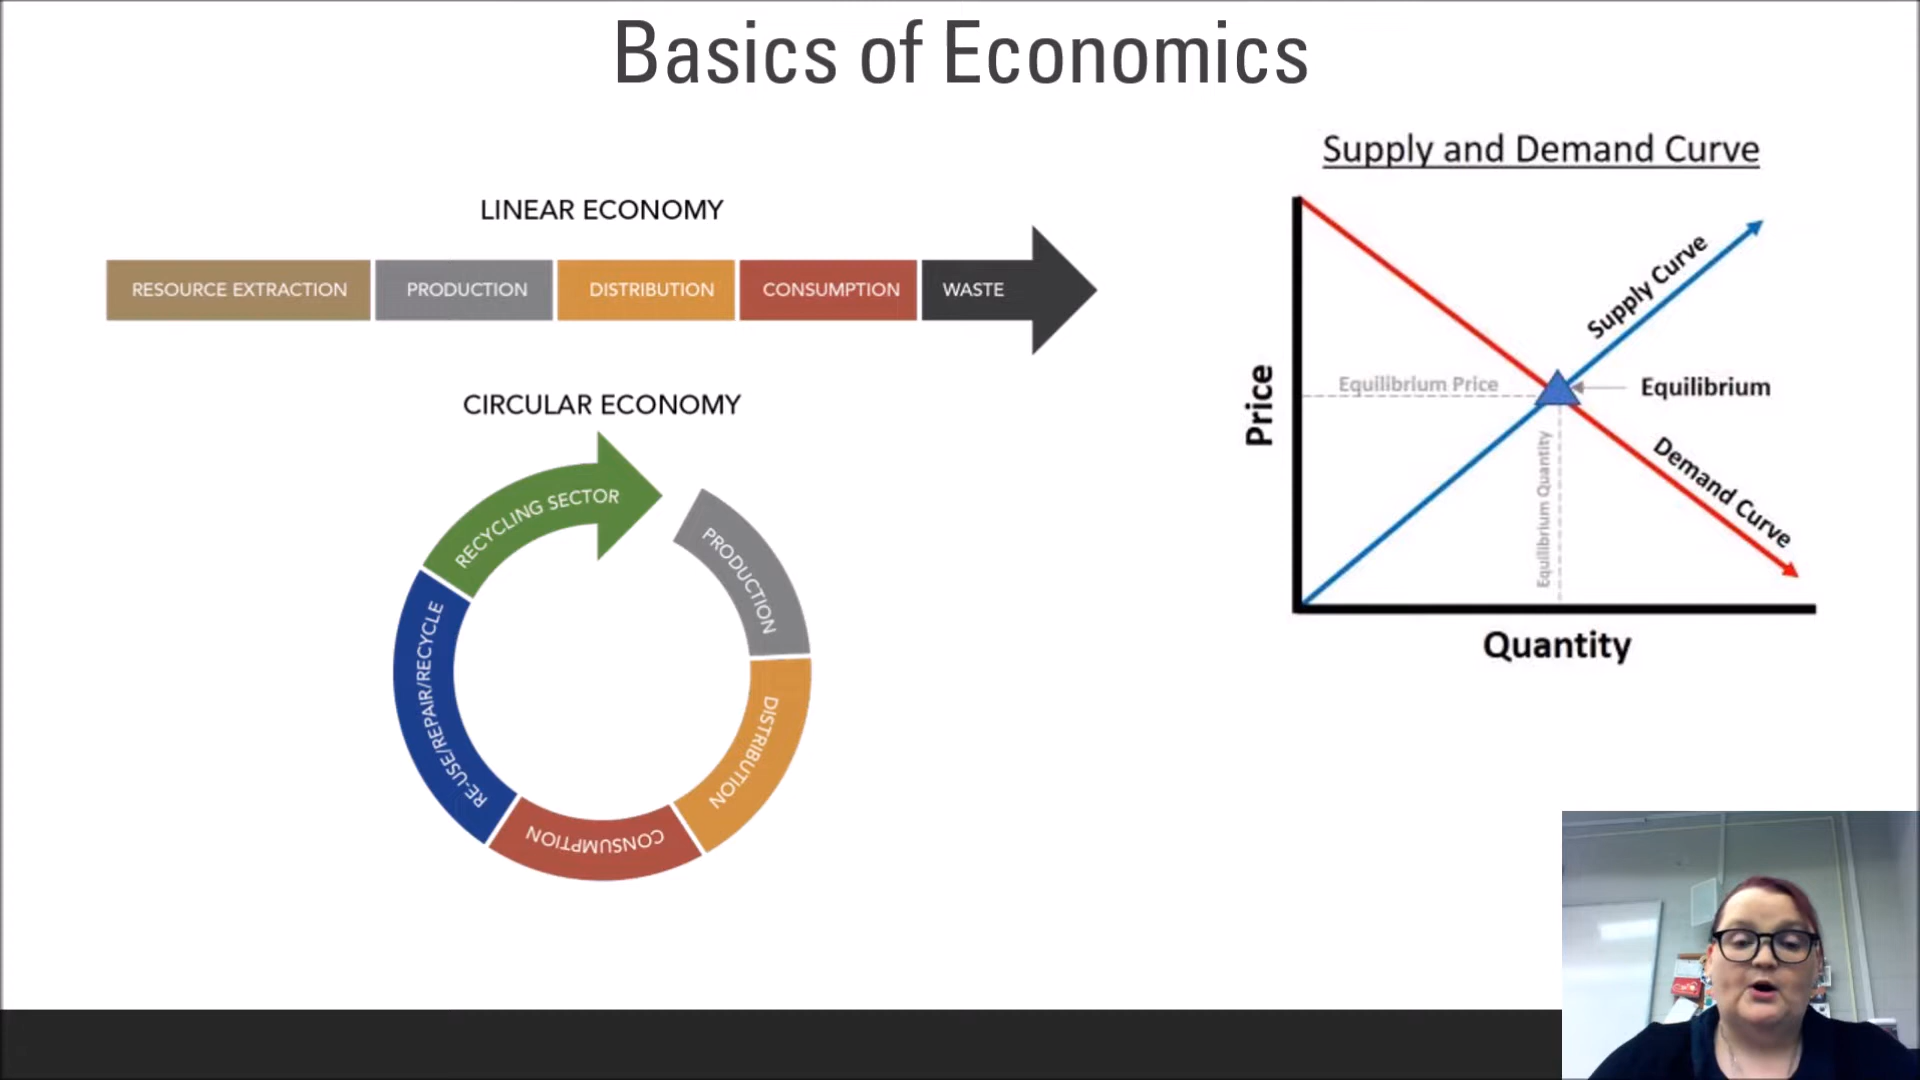 Basics of Economics
LINEAR ECONOMY
RESOURCE EXTRACTION
PRODUCTION
DISTRIBUTION
CONSUMPTION
WASTE
CIRCULAR ECONOMY
RECYCLING SECTOR
PRODUCTION
DISTRIBUTION
CONSUMPTION
RE-USE/REPAIR/RECYCLE
Supply and Demand Curve
Supply Curve
Equilibrium Price
Equilibrium
Price
Equilibrium Quantity
Demand Curve
Quantity